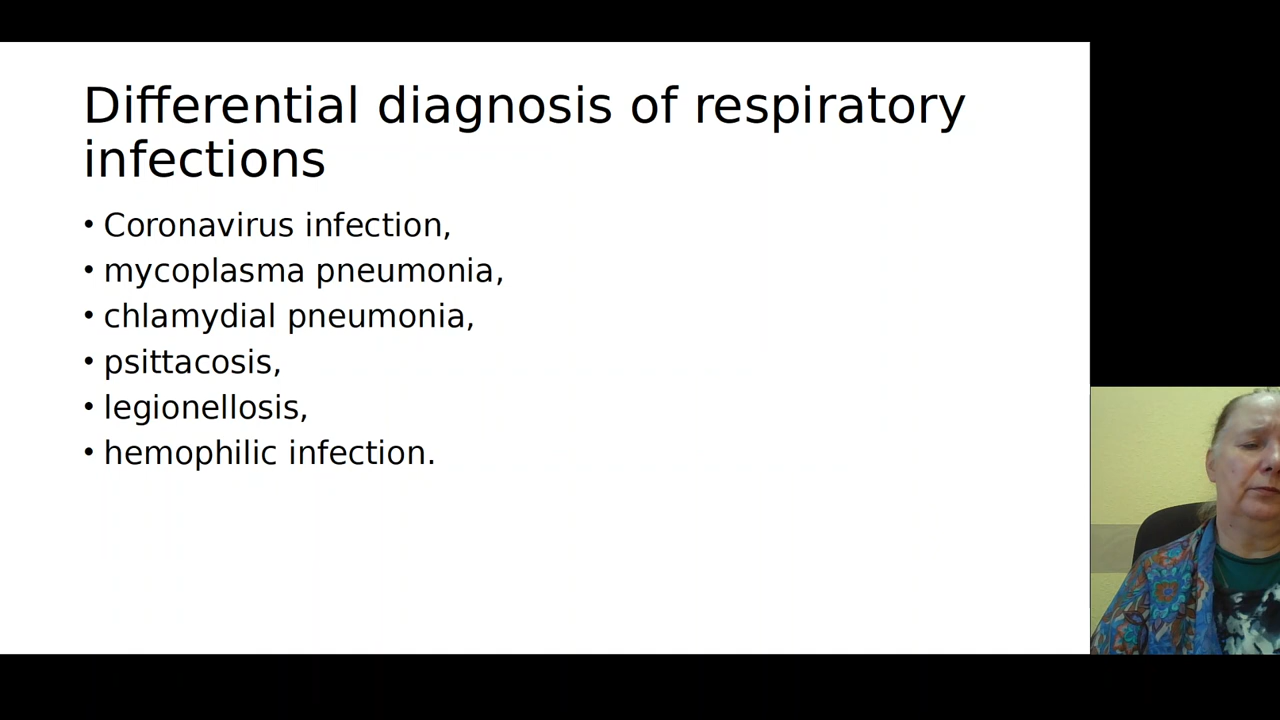 Differential diagnosis of respiratory
infections
• Coronavirus infection,
• mycoplasma pneumonia,
• chlamydial pneumonia,
• psittacosis,
• legionellosis,
• hemophilic infection.